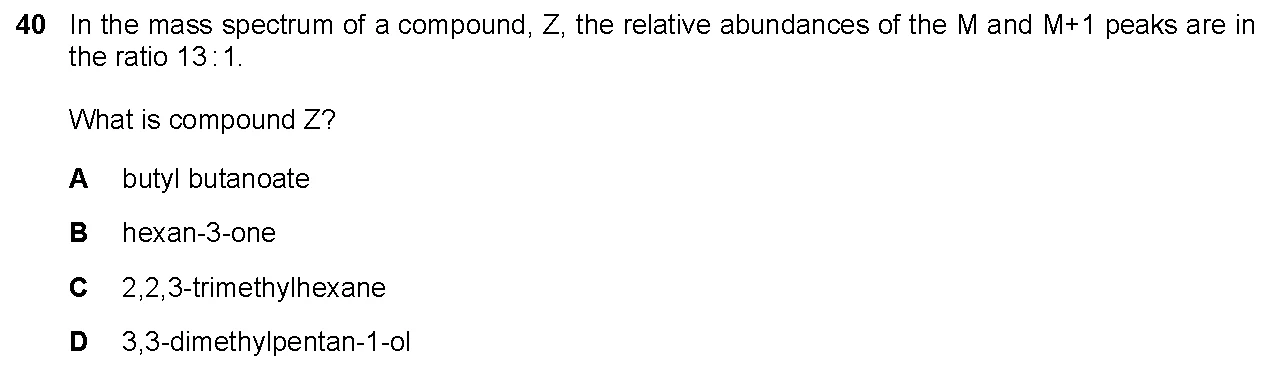 40 In the mass spectrum of a compound, Z, the relative abundances of the M and M+1 peaks are in
the ratio 13 : 1.
What is compound Z?
A butyl butanoate
B hexan-3-one
C 2,2,3-trimethylhexane
D 3,3-dimethylpentan-1-ol